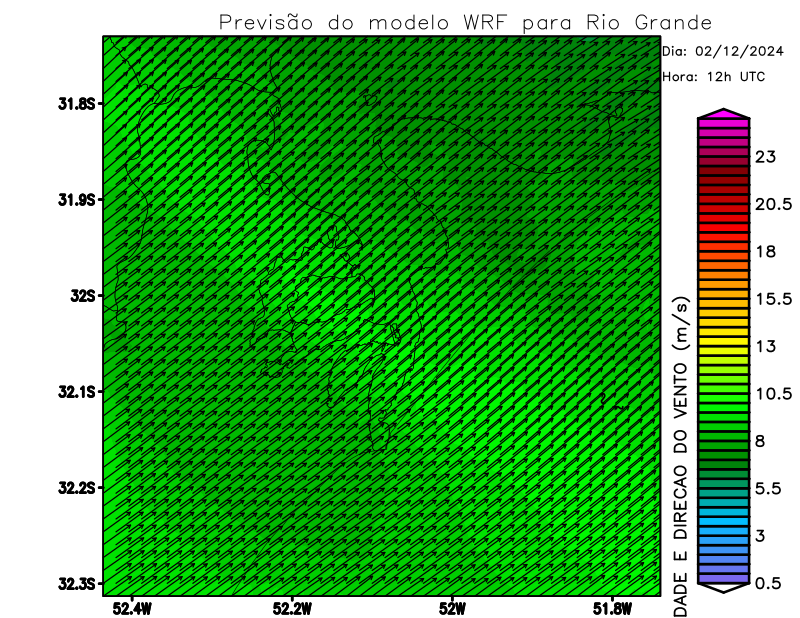 Previsão do modelo WRF para Rio Grande
Dia: 02/12/2024
Hora: 12h UTC
31.8S
31.9S
32S
32.1S
32.2S
32.3S
52.4W
52.2W
52W
51.8W
DADE E DIRECAO DO VENTO (m/s)
23
20.5
18
15.5
13
10.5
8
5.5
3
0.5